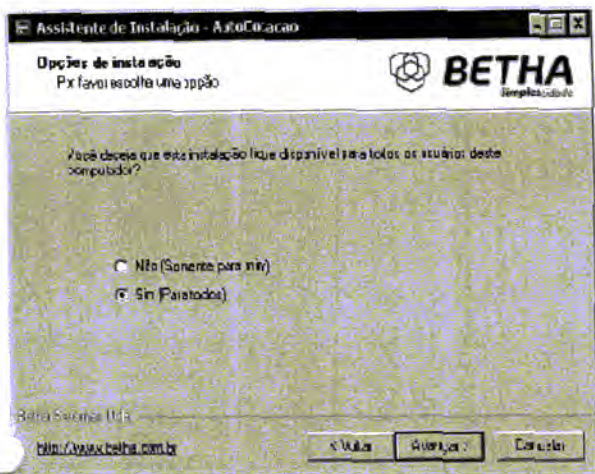 Assistente de Instalação - AutoCotacao
Opções de instalação
Por favor escolha uma opção
BETHA
simplescidade
Você deseja que esta instalação fique disponível para todos os usuários deste
computador?
Não (Somente para mim)
Sim (Para todos)
Betha Sistemas Ltda
http://www.betha.com.br
< Voltar
Avançar >
Cancelar